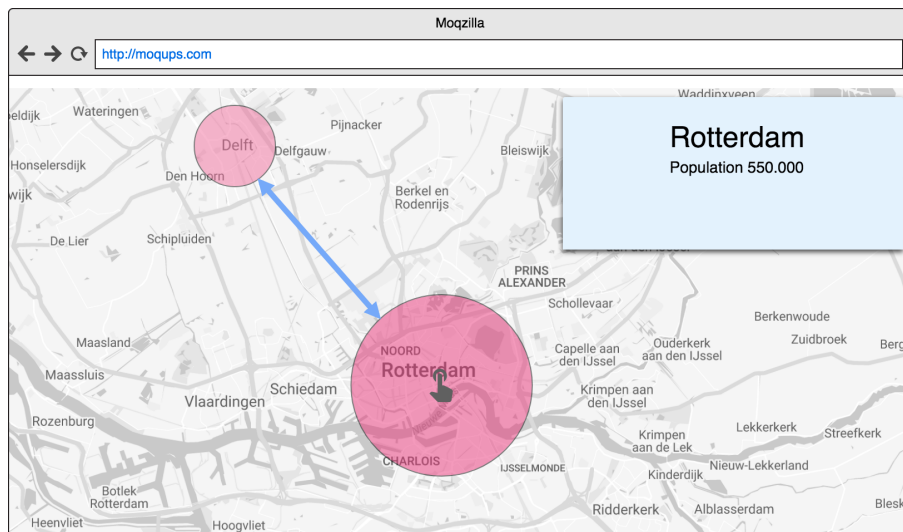 Moqzilla
http://moqups.com
Waddinxveen
Wateringen
Pijnacker
Delft
Delfgauw
Bleiswijk
Rotterdam
Population 550.000
Honselersdijk
Den Hoorn
wijk
Berkel en
Rodenrijs
De Lier
Schipluiden
PRINS
ALEXANDER
Schollevaar
Berkenwoude
Zuidbroek
Maasland
NOORD
Rotterdam
Capelle aan
den IJssel
Ouderkerk
aan den IJssel
Berg
Maassluis
Schiedam
Vlaardingen
Krimpen aan
den IJssel
Rozenburg
Krimpen
aan de Lek
Lekkerkerk
Streefkerk
CHARLOIS
IJSSELMONDE
Kinderdijk
Nieuw-Lekkerland
Botlek
Rotterdam
Ridderkerk
Alblasserdam
Blesk
Heenvliet
Hoogvliet